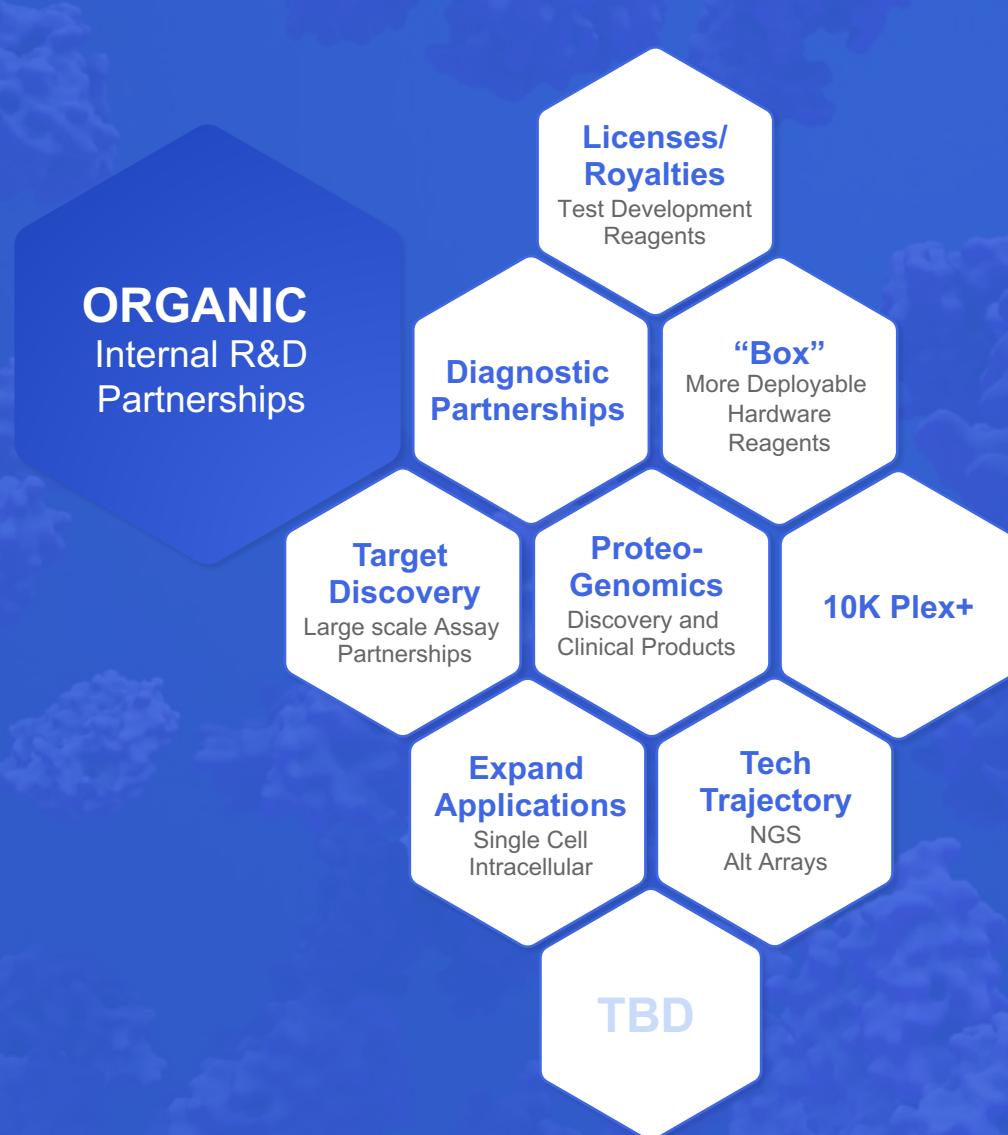 Licenses/
Royalties
Test Development
Reagents
ORGANIC
Internal R&D
Partnerships
Diagnostic
Partnerships
“Box”
More Deployable
Hardware
Reagents
Target
Discovery
Large scale Assay
Partnerships
Proteo-
Genomics
Discovery and
Clinical Products
10K Plex+
Expand
Applications
Single Cell
Intracellular
Tech
Trajectory
NGS
Alt Arrays
TBD